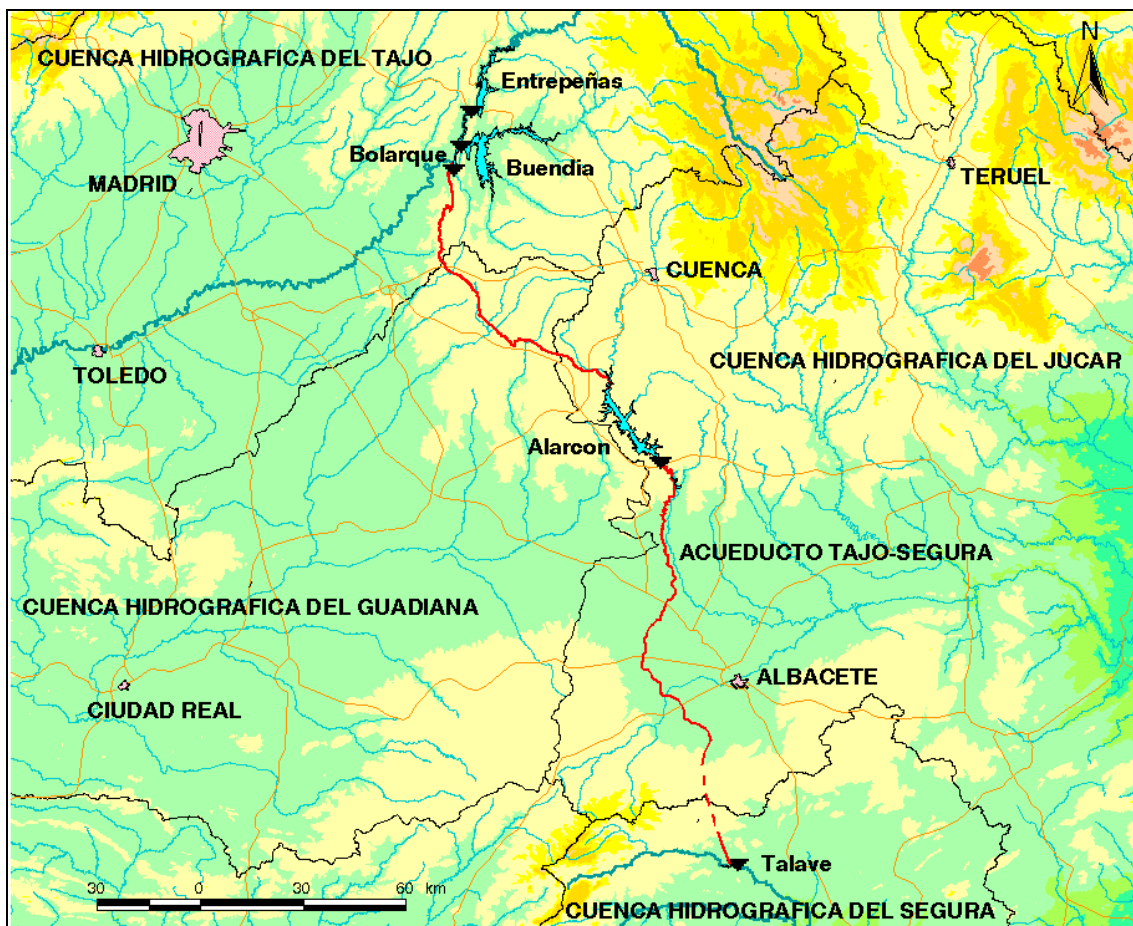 N
CUENCA HIDROGRAFICA DEL TAJO
Entrepeñas
Bolarque
Buendia
MADRID
TERUEL
CUENCA
CUENCA HIDROGRAFICA DEL JUCAR
TOLEDO
Alarcon
ACUEDUCTO TAJO-SEGURA
CUENCA HIDROGRAFICA DEL GUADIANA
ALBACETE
CIUDAD REAL
Talave
30 0 30 60 km
CUENCA HIDROGRAFICA DEL SEGURA